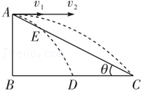 A v₁ v₂
E
θ
B D C